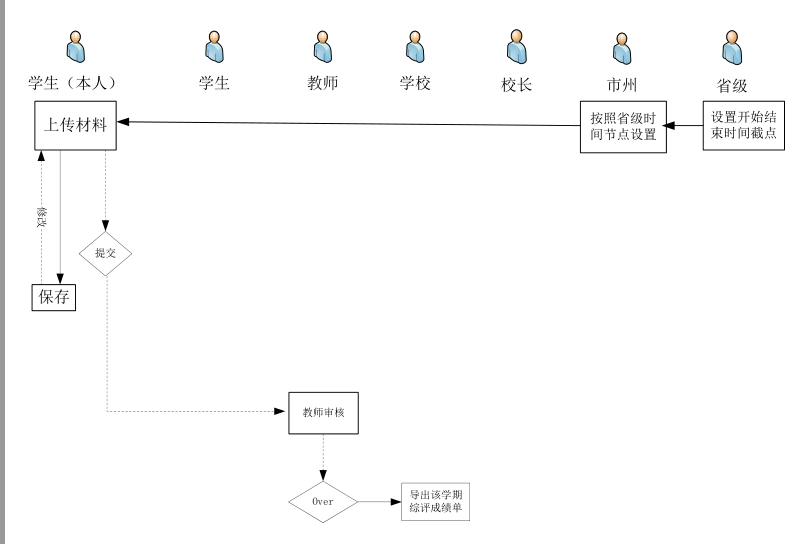 学生（本人）
学生
教师
学校
校长
市州
省级
上传材料
按照省级时
间节点设置
设置开始结
束时间截点
修改
提交
保存
教师审核
Over
导出该学期
综评成绩单